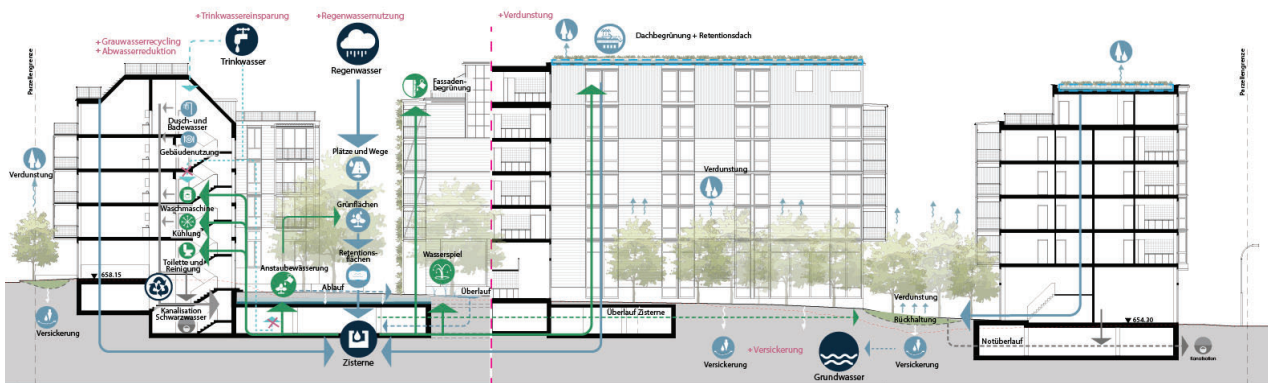 +Trinkwassereinsparung
+Regenwassernutzung
+Verdunstung
+Grauwasserrecycling
+Abwasserreduktion
Trinkwasser
Regenwasser
Dachbegrünung + Retentionsdach
Parzellengrenze
Parzellengrenze
Fassaden-
begrünung
Dusch- und
Badewasser
Gebäudenutzung
Plätze und Wege
Verdunstung
Verdunstung
Waschmaschine
Grünflächen
Kühlung
Toilette und
Reinigung
Retentions-
flächen
Anstaubewässerung
Wasserspiel
658.15
Ablauf
Überlauf
Kanalisation
Schwarzwasser
Verdunstung
Überlauf Zisterne
Rückhaltung
654.30
Versickerung
Notüberlauf
Kanalisation
Zisterne
Versickerung
+Versickerung
Grundwasser
Versickerung